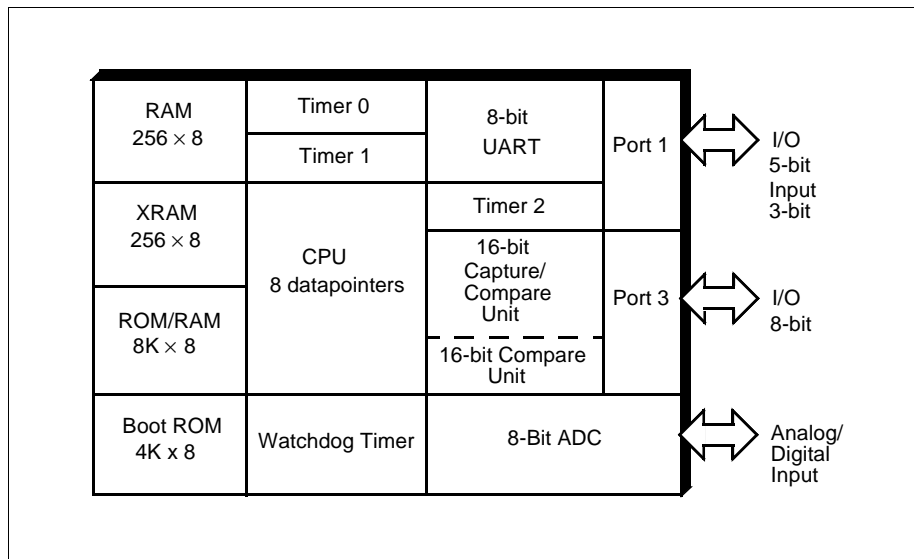 RAM
256 × 8
Timer 0
Timer 1
8-bit
UART
Port 1
I/O
5-bit
Input
3-bit
XRAM
256 × 8
CPU
8 datapointers
Timer 2
16-bit
Capture/
Compare
Unit
Port 3
I/O
8-bit
ROM/RAM
8K × 8
16-bit Compare
Unit
Boot ROM
4K x 8
Watchdog Timer
8-Bit ADC
Analog/
Digital
Input